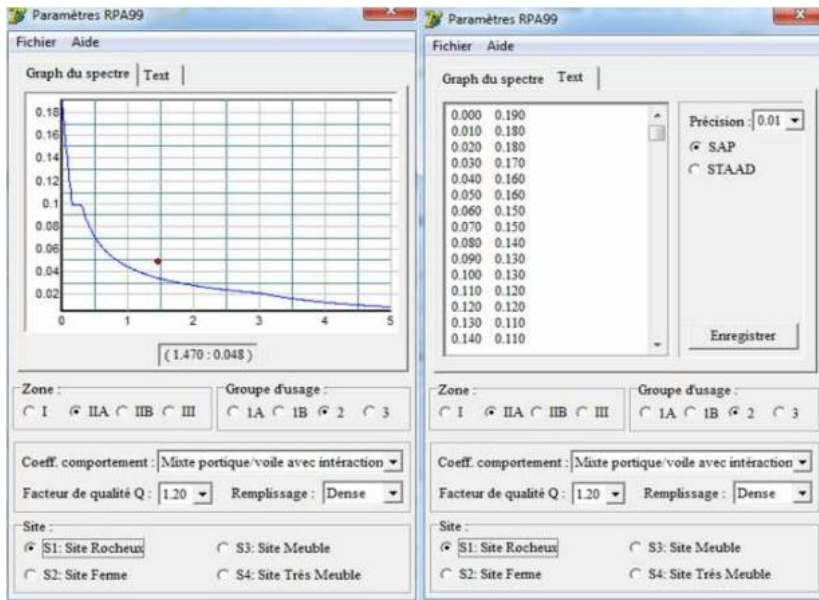 Paramètres RPA99
Fichier Aide
Graph du spectre Text
0.18
0.16
0.14
0.12
0.1
0.08
0.06
0.04
0.02
0 1 2 3 4 5
( 1.470 : 0.048 )
Zone :
I IIA IIB III
Groupe d'usage :
1A 1B 2 3
Coeff. comportement : Mixte portique/voile avec intéraction
Facteur de qualité Q : 1.20 Remplissage : Dense
Site :
S1: Site Rocheux S3: Site Meuble
S2: Site Ferme S4: Site Trés Meuble
Paramètres RPA99
Fichier Aide
Graph du spectre Text
0.000 0.190
0.010 0.180
0.020 0.180
0.030 0.170
0.040 0.160
0.050 0.160
0.060 0.150
0.070 0.150
0.080 0.140
0.090 0.130
0.100 0.130
0.110 0.120
0.120 0.120
0.130 0.110
0.140 0.110
Précision : 0.01
SAP
STAAD
Enregistrer
Zone :
I IIA IIB III
Groupe d'usage :
1A 1B 2 3
Coeff. comportement : Mixte portique/voile avec intéraction
Facteur de qualité Q : 1.20 Remplissage : Dense
Site :
S1: Site Rocheux S3: Site Meuble
S2: Site Ferme S4: Site Trés Meuble